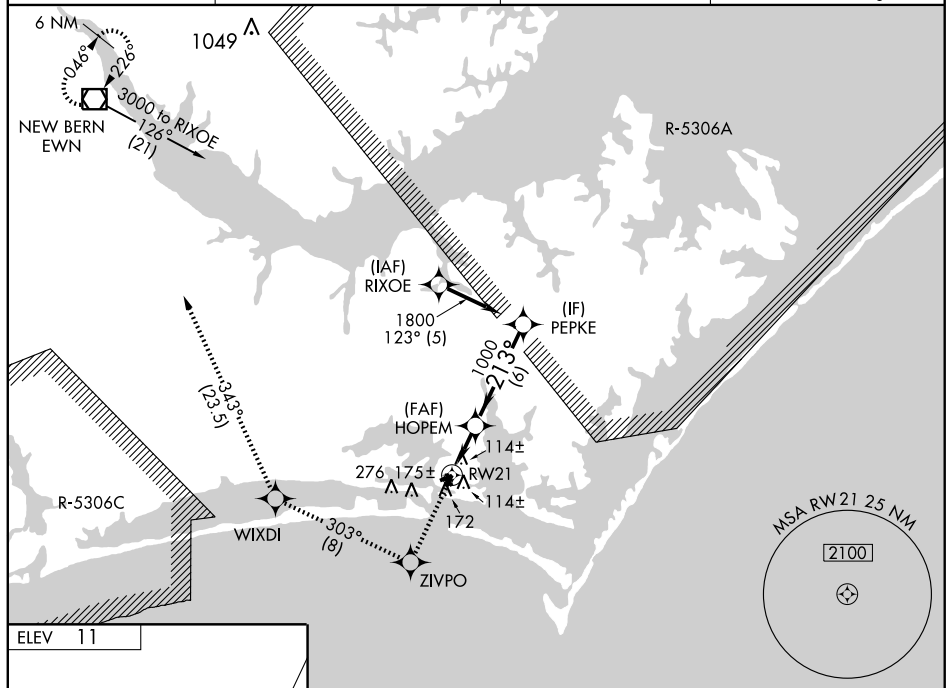 6 NM
046°
226°
1049
NEW BERN
EWN
3000 to RIXOE
126°
(21)
R-5306A
(IAF)
RIXOE
1800
123° (5)
(IF)
PEPKE
1000
213°
(6)
(FAF)
HOPEM
343°
(23.5)
114±
276 175±
RW21
114±
172
R-5306C
WIXDI
303°
(8)
ZIVPO
MSA RW21 25 NM
2100
ELEV 11